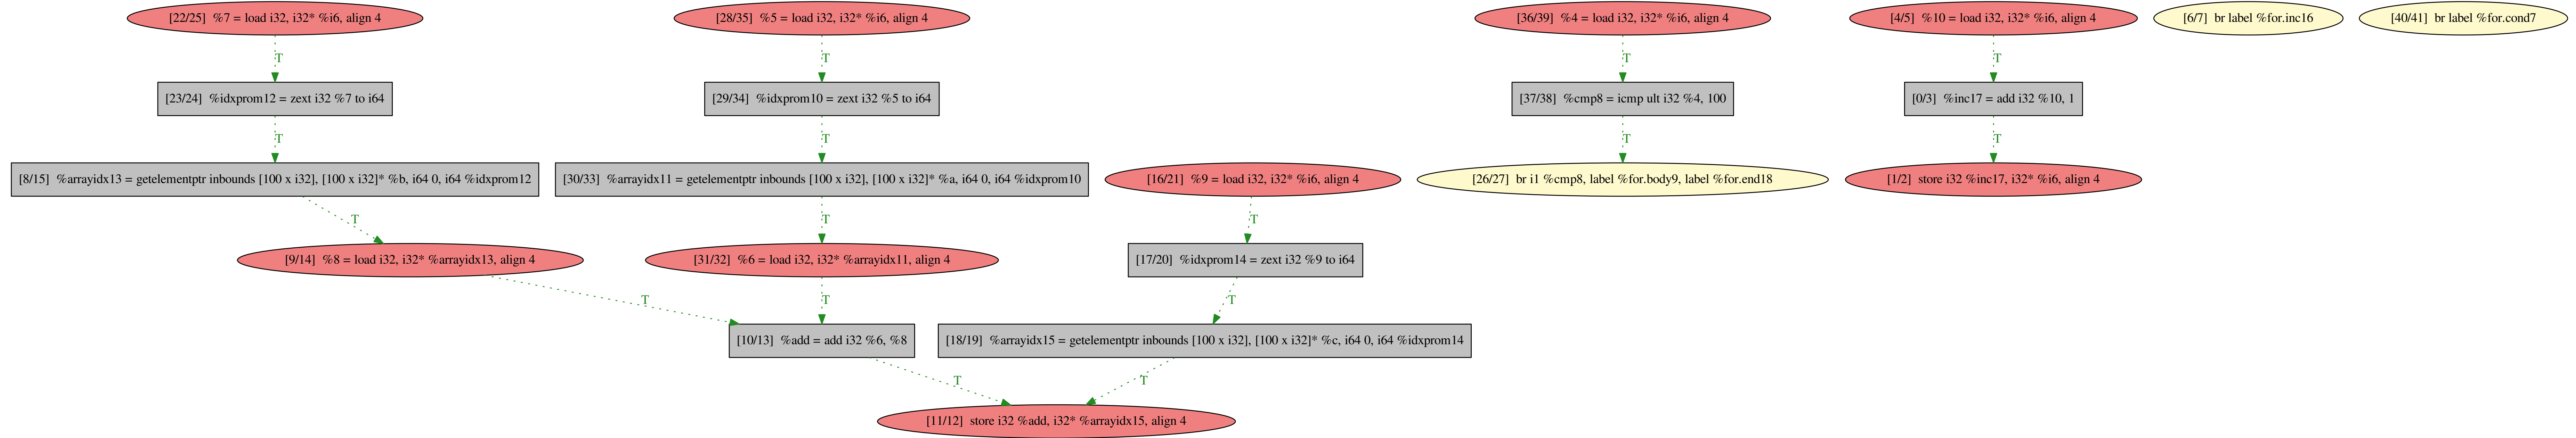 [22/25] %7 = load i32, i32* %i6, align 4
[28/35] %5 = load i32, i32* %i6, align 4
[36/39] %4 = load i32, i32* %i6, align 4
[4/5] %10 = load i32, i32* %i6, align 4
[6/7] br label %for.inc16
[40/41] br label %for.cond7
T
T
T
T
[23/24] %idxprom12 = zext i32 %7 to i64
[29/34] %idxprom10 = zext i32 %5 to i64
[37/38] %cmp8 = icmp ult i32 %4, 100
[0/3] %inc17 = add i32 %10, 1
T
T
T
T
[8/15] %arrayidx13 = getelementptr inbounds [100 x i32], [100 x i32]* %b, i64 0, i64 %idxprom12
[30/33] %arrayidx11 = getelementptr inbounds [100 x i32], [100 x i32]* %a, i64 0, i64 %idxprom10
[16/21] %9 = load i32, i32* %i6, align 4
[26/27] br i1 %cmp8, label %for.body9, label %for.end18
[1/2] store i32 %inc17, i32* %i6, align 4
T
T
T
[9/14] %8 = load i32, i32* %arrayidx13, align 4
[31/32] %6 = load i32, i32* %arrayidx11, align 4
[17/20] %idxprom14 = zext i32 %9 to i64
T
T
T
[10/13] %add = add i32 %6, %8
[18/19] %arrayidx15 = getelementptr inbounds [100 x i32], [100 x i32]* %c, i64 0, i64 %idxprom14
T
T
[11/12] store i32 %add, i32* %arrayidx15, align 4